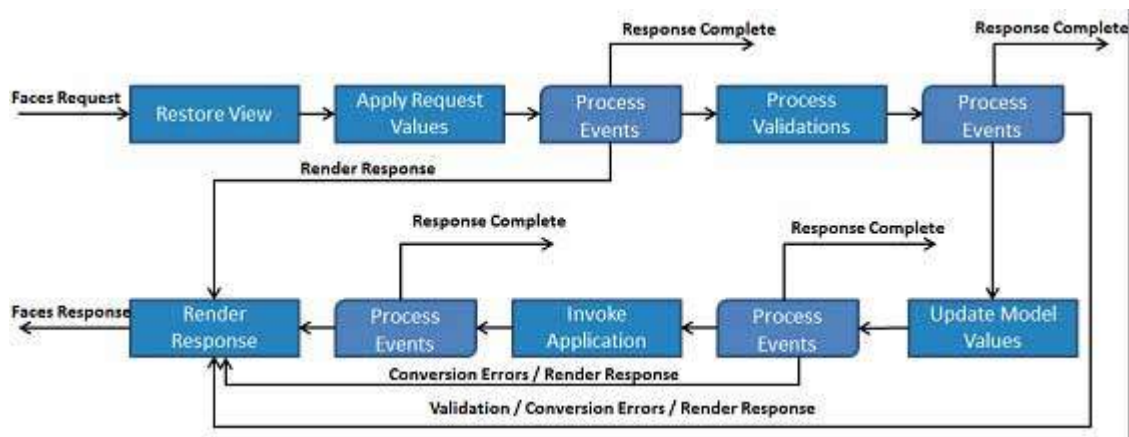 Response Complete
Response Complete
Faces Request
Restore View
Apply Request
Values
Process
Events
Process
Validations
Process
Events
Render Response
Response Complete
Response Complete
Faces Response
Render
Response
Process
Events
Invoke
Application
Process
Events
Update Model
Values
Conversion Errors / Render Response
Validation / Conversion Errors / Render Response